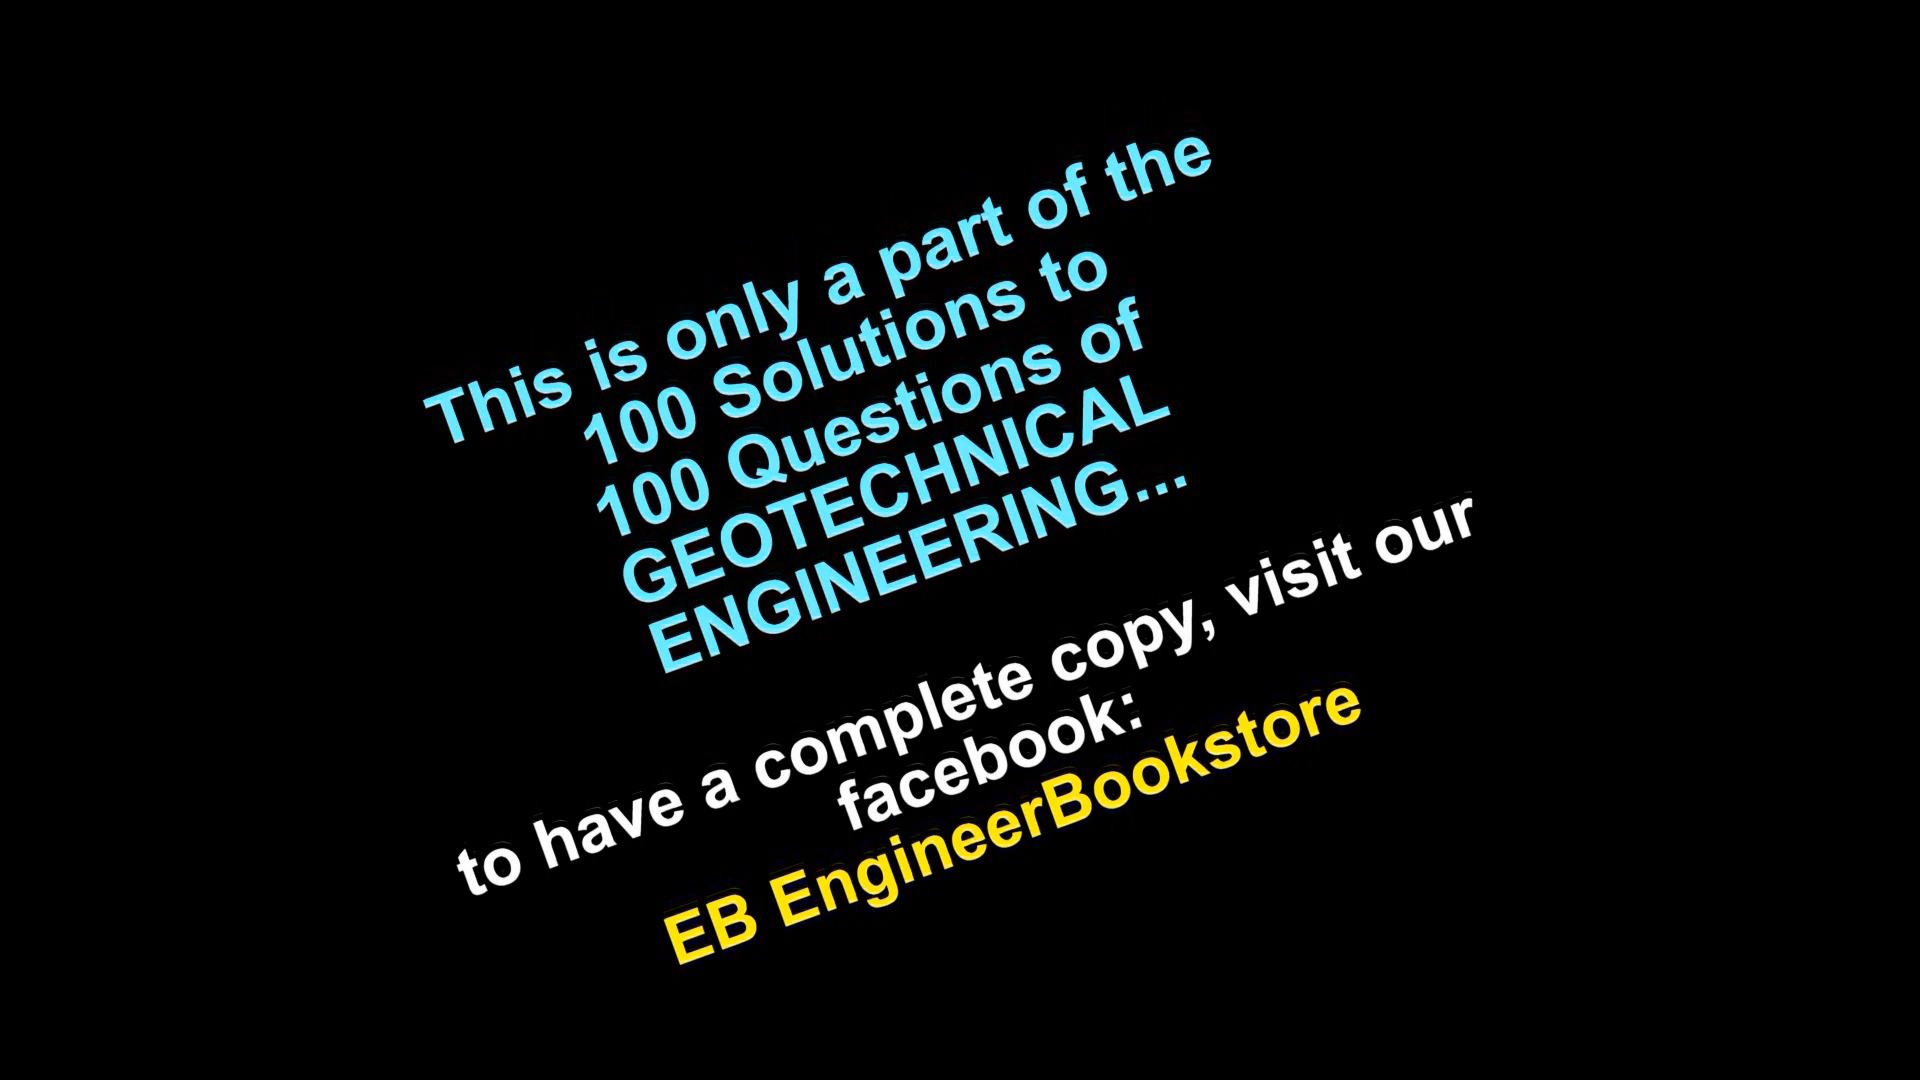 This is only a part of the
100 Solutions to
100 Questions of
GEOTECHNICAL
ENGINEERING...
to have a complete copy, visit our
facebook:
EB EngineerBookstore